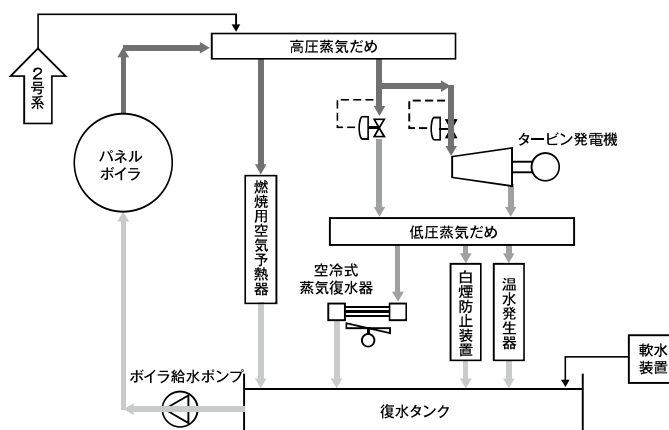 高圧蒸気だめ
2号系
パネル
ボイラ
タービン発電機
燃焼用空気予熱器
低圧蒸気だめ
空冷式
蒸気復水器
白煙防止装置
温水発生器
軟水
装置
ボイラ給水ポンプ
復水タンク